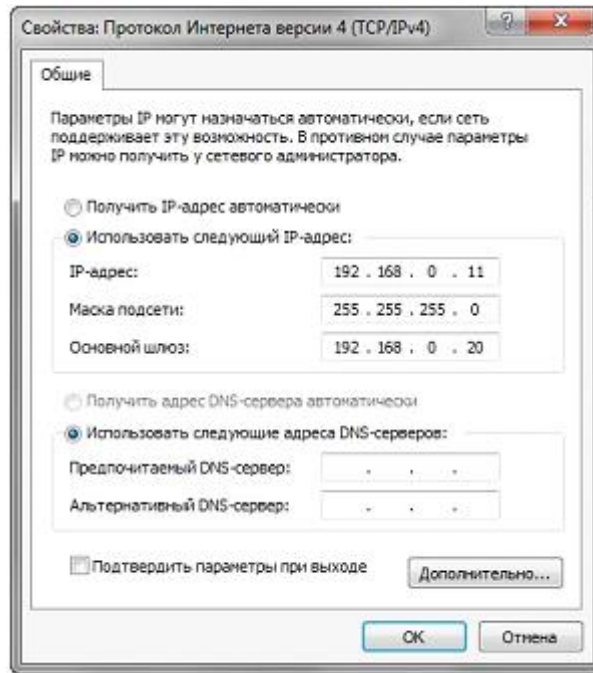 Свойства: Протокол Интернета версии 4 (TCP/IPv4)
Общие
Параметры IP могут назначаться автоматически, если сеть
поддерживает эту возможность. В противном случае параметры
IP можно получить у сетевого администратора.
Получить IP-адрес автоматически
Использовать следующий IP-адрес:
IP-адрес: 192 . 168 . 0 . 11
Маска подсети: 255 . 255 . 255 . 0
Основной шлюз: 192 . 168 . 0 . 20
Получить адрес DNS-сервера автоматически
Использовать следующие адреса DNS-серверов:
Предпочитаемый DNS-сервер: . . .
Альтернативный DNS-сервер: . . .
Подтвердить параметры при выходе
Дополнительно...
OK Отмена